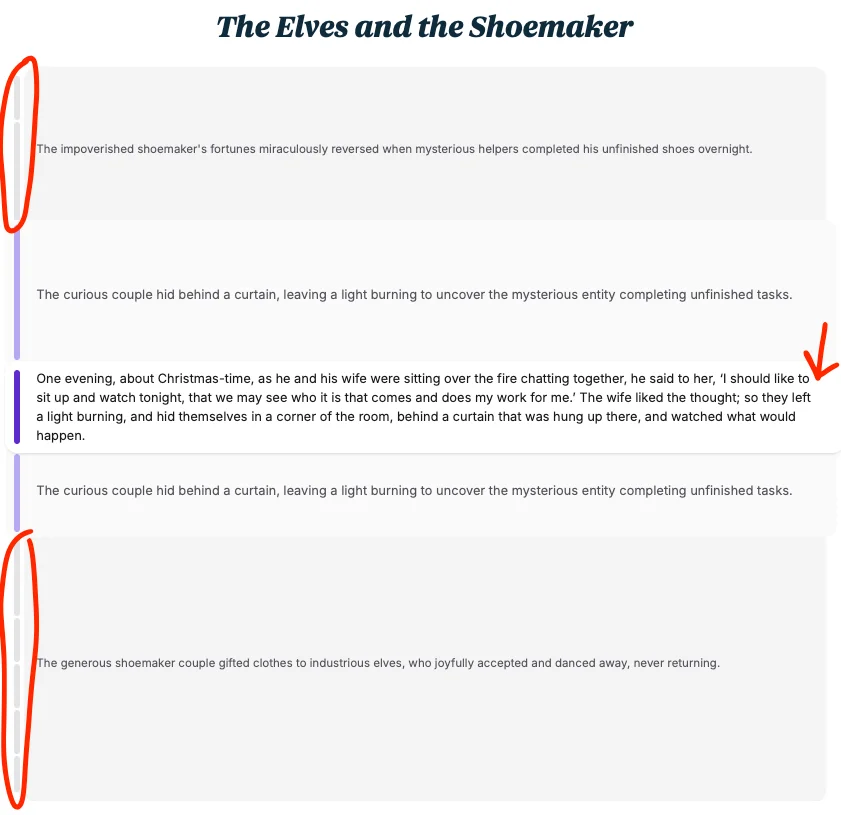 The Elves and the Shoemaker
The impoverished shoemaker's fortunes miraculously reversed when mysterious helpers completed his unfinished shoes overnight.
The curious couple hid behind a curtain, leaving a light burning to uncover the mysterious entity completing unfinished tasks.
One evening, about Christmas-time, as he and his wife were sitting over the fire chatting together, he said to her, ‘I should like to
sit up and watch tonight, that we may see who it is that comes and does my work for me.’ The wife liked the thought; so they left
a light burning, and hid themselves in a corner of the room, behind a curtain that was hung up there, and watched what would
happen.
The curious couple hid behind a curtain, leaving a light burning to uncover the mysterious entity completing unfinished tasks.
The generous shoemaker couple gifted clothes to industrious elves, who joyfully accepted and danced away, never returning.